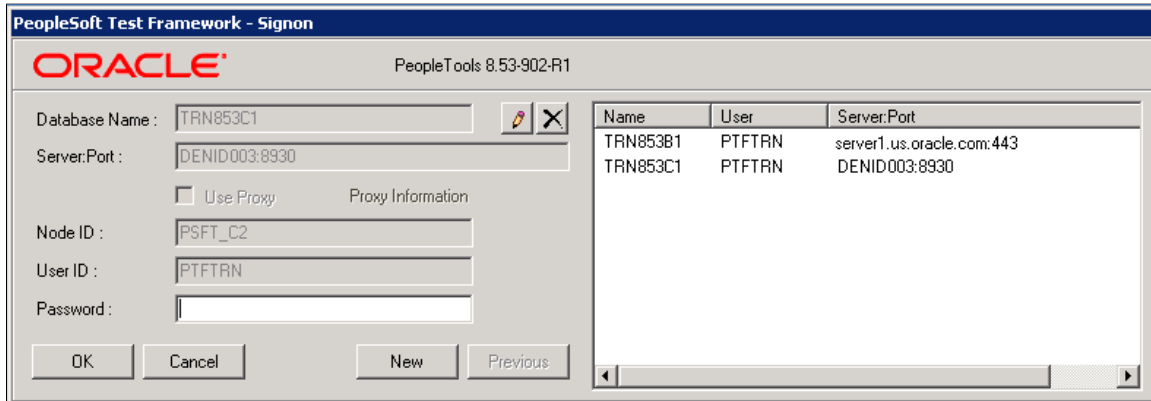 PeopleSoft Test Framework - Signon
ORACLE PeopleTools 8.53-902-R1
Database Name : TRN853C1
Server:Port : DENID003:8930
Use Proxy Proxy Information
Node ID : PSFT_C2
User ID : PTFTRN
Password :
OK Cancel New Previous
Name User Server:Port
TRN853B1 PTFTRN server1.us.oracle.com:443
TRN853C1 PTFTRN DENID003:8930